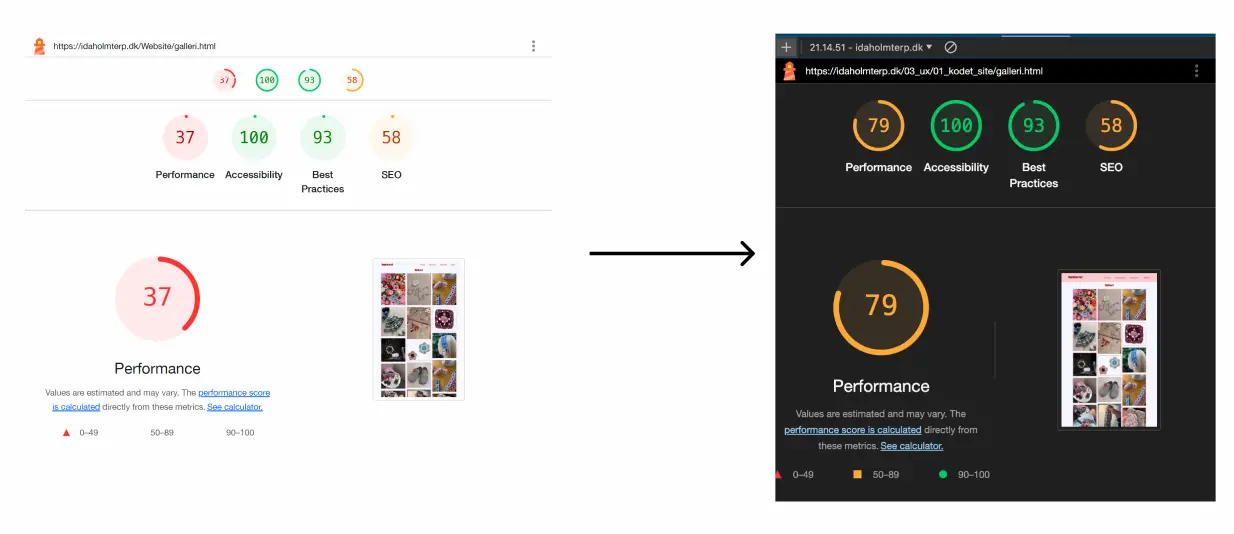 https://idaholmterp.dk/Website/galleri.html
37 100 93 58
37 100 93 58
Performance Accessibility Best Practices SEO
37
Performance
Values are estimated and may vary. The performance score
is calculated directly from these metrics. See calculator.
0–49 50–89 90–100
21.14.51 - idaholmterp.dk
https://idaholmterp.dk/03_ux/01_kodet_site/galleri.html
79 100 93 58
Performance Accessibility Best Practices SEO
79
Performance
Values are estimated and may vary. The
performance score is calculated directly from
these metrics. See calculator.
0–49 50–89 90–100